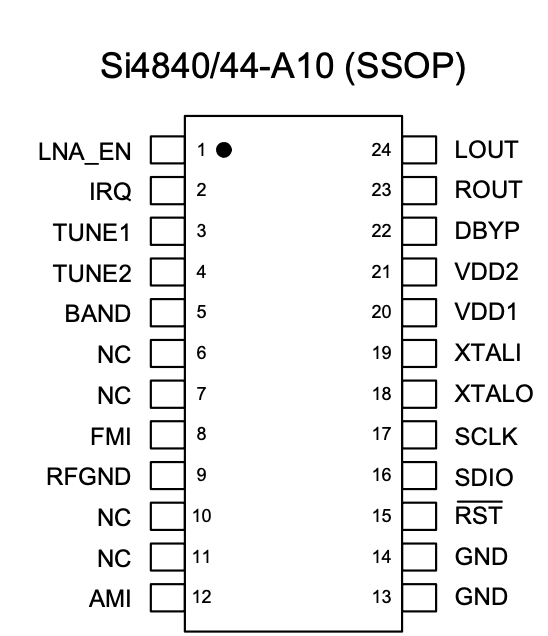 Si4840/44-A10 (SSOP)
LNA_EN 1 24 LOUT
IRQ 2 23 ROUT
TUNE1 3 22 DBYP
TUNE2 4 21 VDD2
BAND 5 20 VDD1
NC 6 19 XTALI
NC 7 18 XTALO
FMI 8 17 SCLK
RFGND 9 16 SDIO
NC 10 15 RST
NC 11 14 GND
AMI 12 13 GND